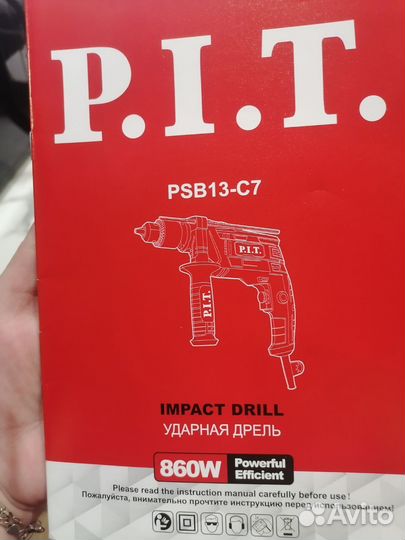 P.I.T.
PSB13-C7
P.I.T.
P.I.T.
IMPACT DRILL
УДАРНАЯ ДРЕЛЬ
860W Powerful
Efficient
Please read the instruction manual carefully before use!
Пожалуйста, внимательно прочтите инструкцию перед использованием!
Avito